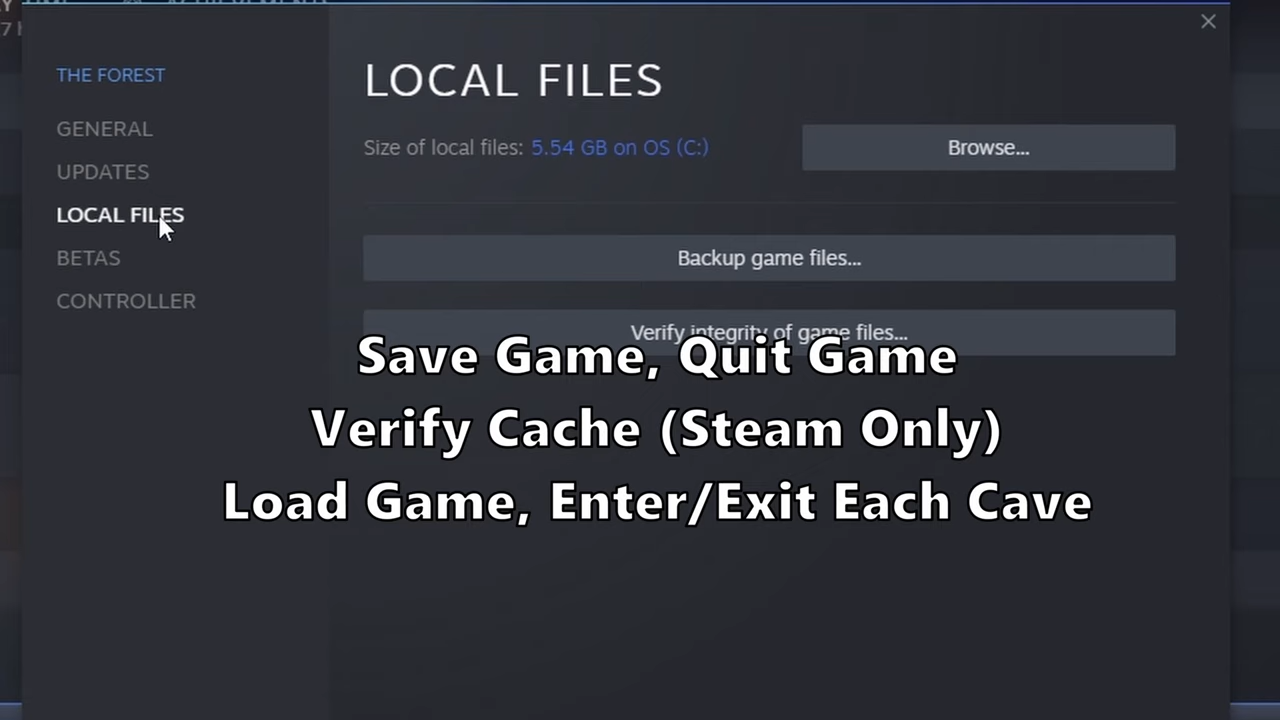 THE FOREST
GENERAL
UPDATES
LOCAL FILES
BETAS
CONTROLLER
LOCAL FILES
Size of local files: 5.54 GB on OS (C:)
Browse...
Backup game files...
Verify integrity of game files...
Save Game, Quit Game
Verify Cache (Steam Only)
Load Game, Enter/Exit Each Cave